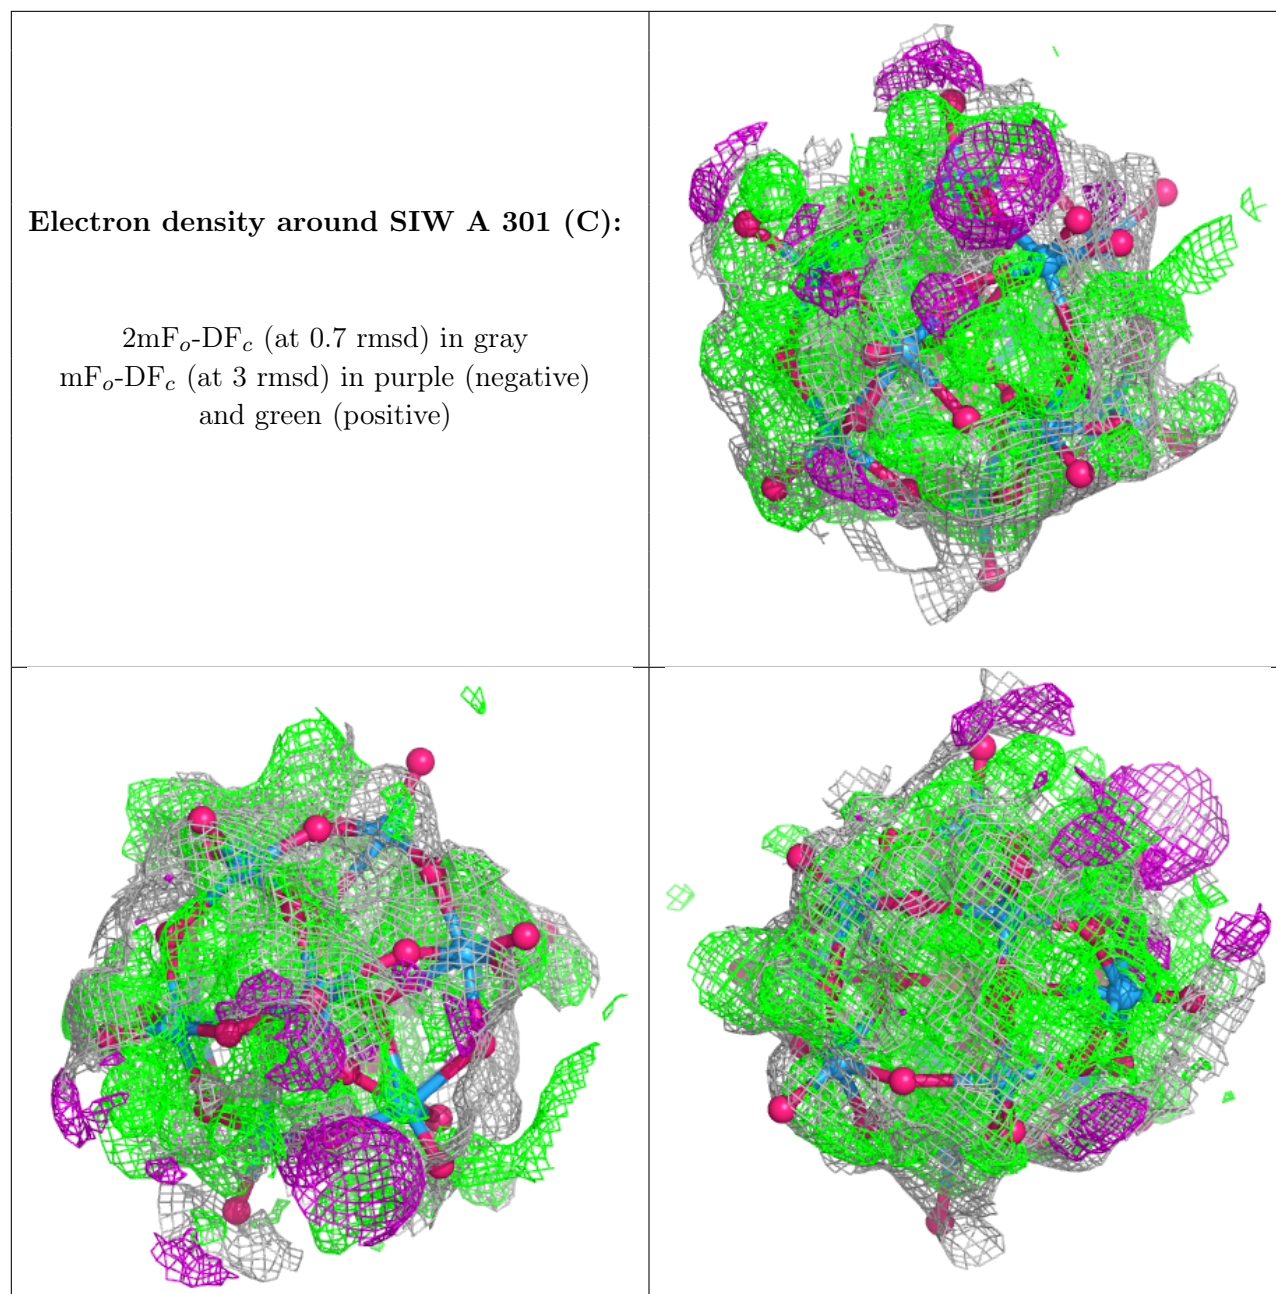 Electron density around SIW A 301 (C):
2mFo-DFc (at 0.7 rmsd) in gray
mFo-DFc (at 3 rmsd) in purple (negative)
and green (positive)